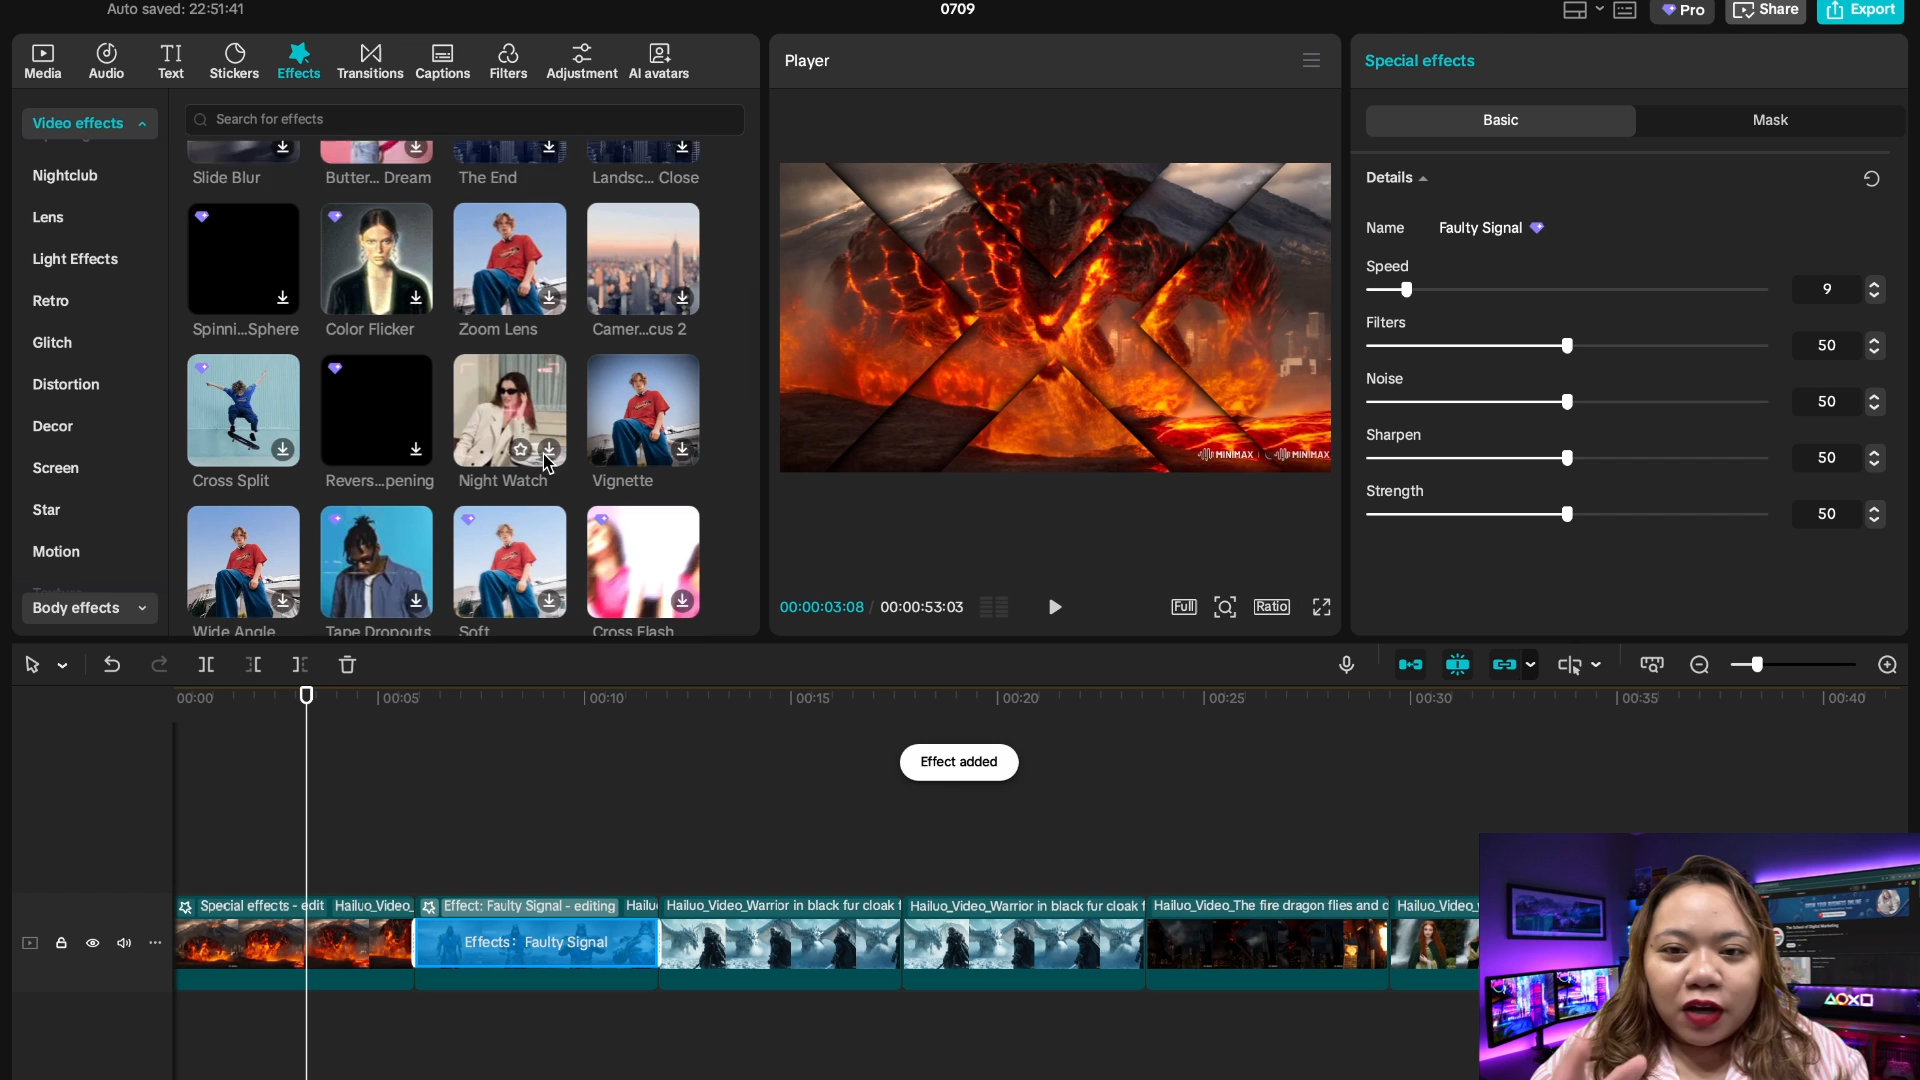 Auto saved: 22:51:41
0709
Pro
Share
Export
Media
Audio
Text
Stickers
Effects
Transitions
Captions
Filters
Adjustment
AI avatars
Player
Special effects
Video effects
Search for effects
Basic
Mask
Nightclub
Lens
Light Effects
Retro
Glitch
Distortion
Decor
Screen
Star
Motion
Body effects
Slide Blur
Butter... Dream
The End
Landsc... Close
Spinni...Sphere
Color Flicker
Zoom Lens
Camer...cus 2
Cross Split
Revers...pening
Night Watch
Vignette
Wide Angle
Tape Dropouts
Soft
Cross Flash
MINIMAX
MINIMAX
00:00:03:08 / 00:00:53:03
Full
Ratio
Details
Name Faulty Signal
Speed
9
Filters
50
Noise
50
Sharpen
50
Strength
50
00:00
00:05
00:10
00:15
00:20
00:25
00:30
00:35
00:40
Effect added
Special effects - edit
Hailuo_Video_
Effect: Faulty Signal - editing
Hailu
Hailuo_Video_Warrior in black fur cloak f
Hailuo_Video_Warrior in black fur cloak f
Hailuo_Video_The fire dragon flies and c
Hailuo_Video_
Effects: Faulty Signal